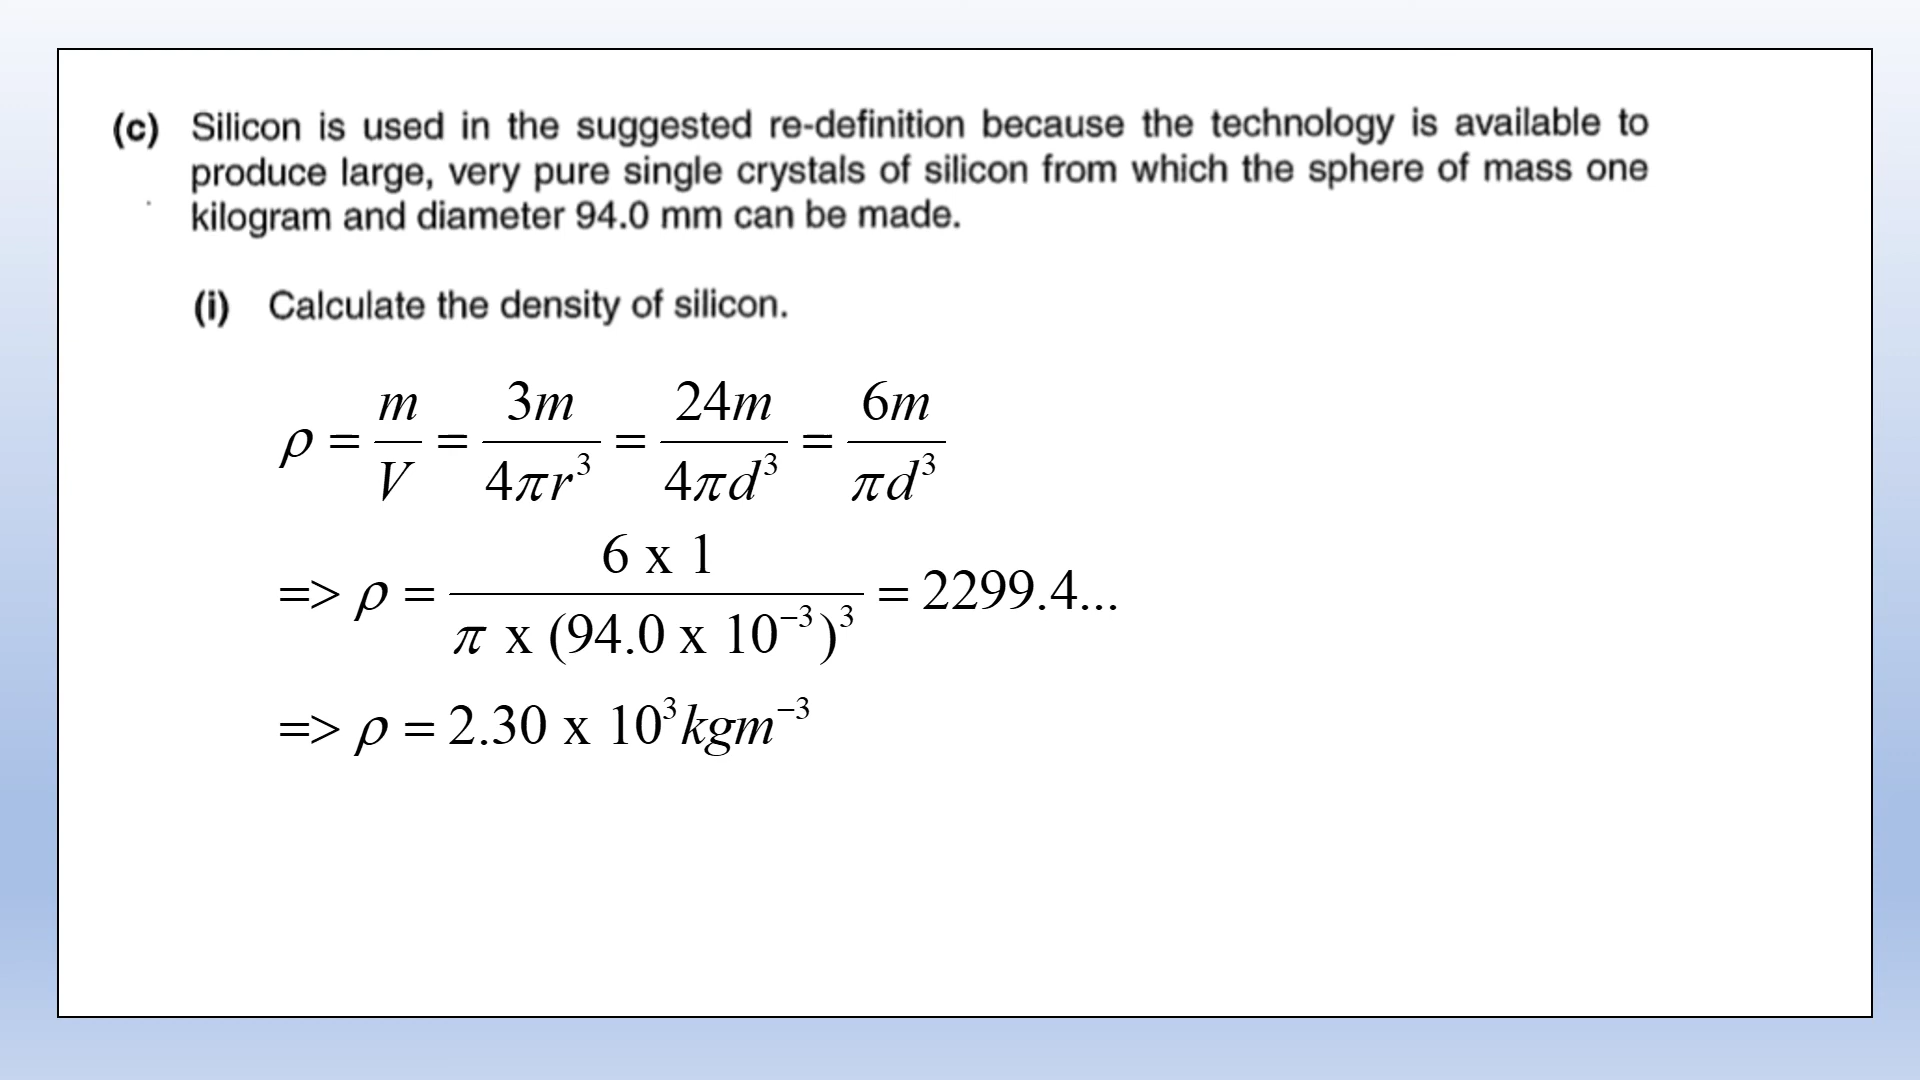 (c) Silicon is used in the suggested re-definition because the technology is available to
produce large, very pure single crystals of silicon from which the sphere of mass one
kilogram and diameter 94.0 mm can be made.
(i) Calculate the density of silicon.
ρ = m/V = 3m/4πr³ = 24m/4πd³ = 6m/πd³
=> ρ = 6 x 1/π x (94.0 x 10⁻³)³ = 2299.4...
=> ρ = 2.30 x 10³kgm⁻³